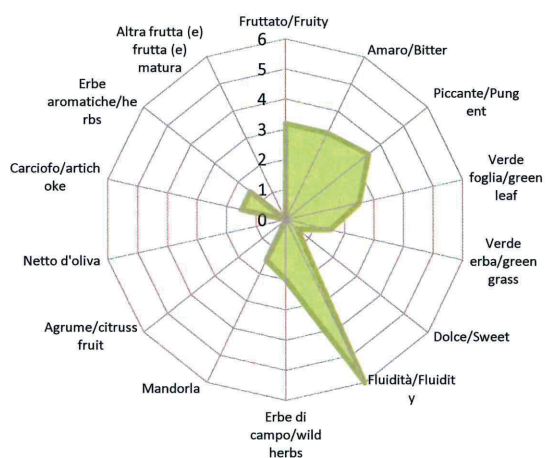 Fruttato/Fruity
Amaro/Bitter
Piccante/Pung
ent
Verde
foglia/green
leaf
Verde
erba/green
grass
Dolce/Sweet
Fluidità/Fluidit
y
Erbe di
campo/wild
herbs
Mandorla
Agrume/citruss
fruit
Netto d'oliva
Carciofo/artich
oke
Erbe
aromatiche/he
rbs
Altra frutta (e)
frutta (e)
matura
6
5
4
3
2
1
0